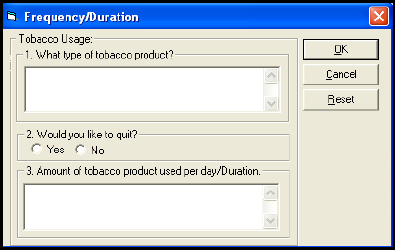 Frequency/Duration
Tobacco Usage:
1. What type of tobacco product?
OK
Cancel
Reset
2. Would you like to quit?
Yes No
3. Amount of tobacco product used per day/Duration.